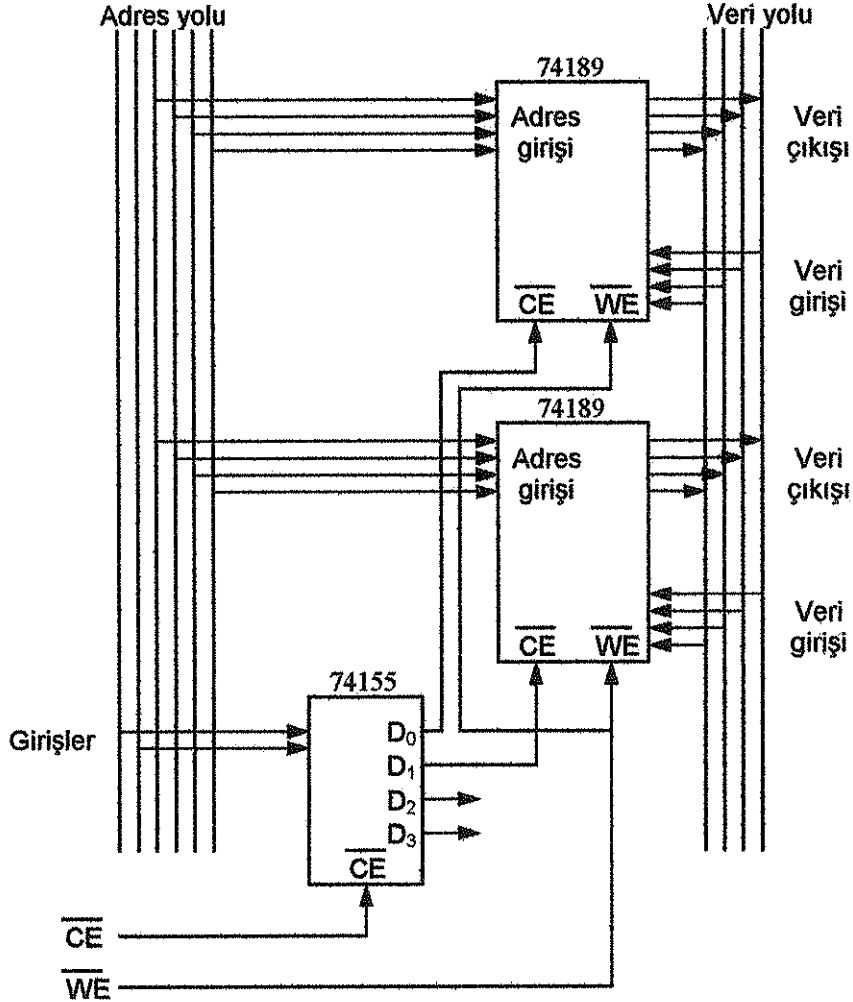 Adres yolu
Veri yolu
74189
Adres
girişi
Veri
çıkışı
Veri
girişi
CE
WE
74189
Adres
girişi
Veri
çıkışı
Veri
girişi
CE
WE
74155
Girişler
D0
D1
D2
D3
CE
CE
WE